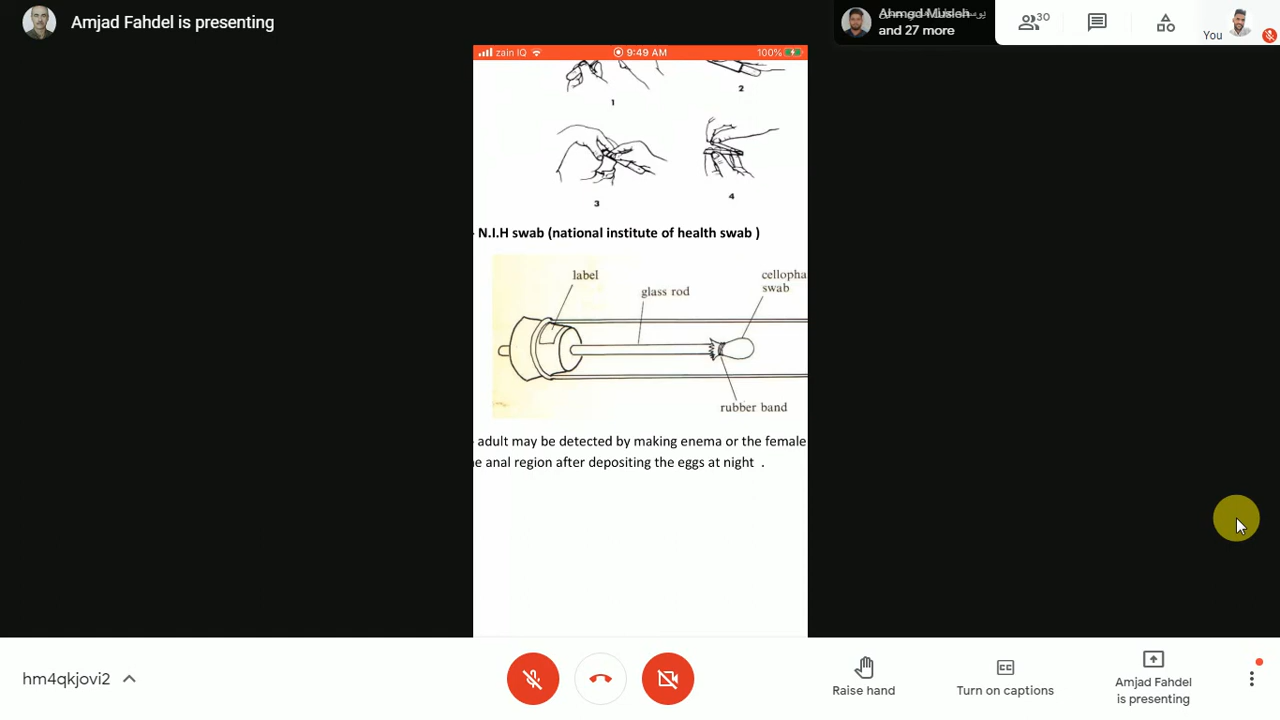 Amjad Fahdel is presenting
Ahmed Musleh
and 27 more
30
You
zain IQ
9:49 AM
100%
1
2
3
4
N.I.H swab (national institute of health swab )
label
glass rod
cellopha
swab
rubber band
adult may be detected by making enema or the female
e anal region after depositing the eggs at night .
hm4qkjovi2
Raise hand
CC
Turn on captions
Amjad Fahdel
is presenting